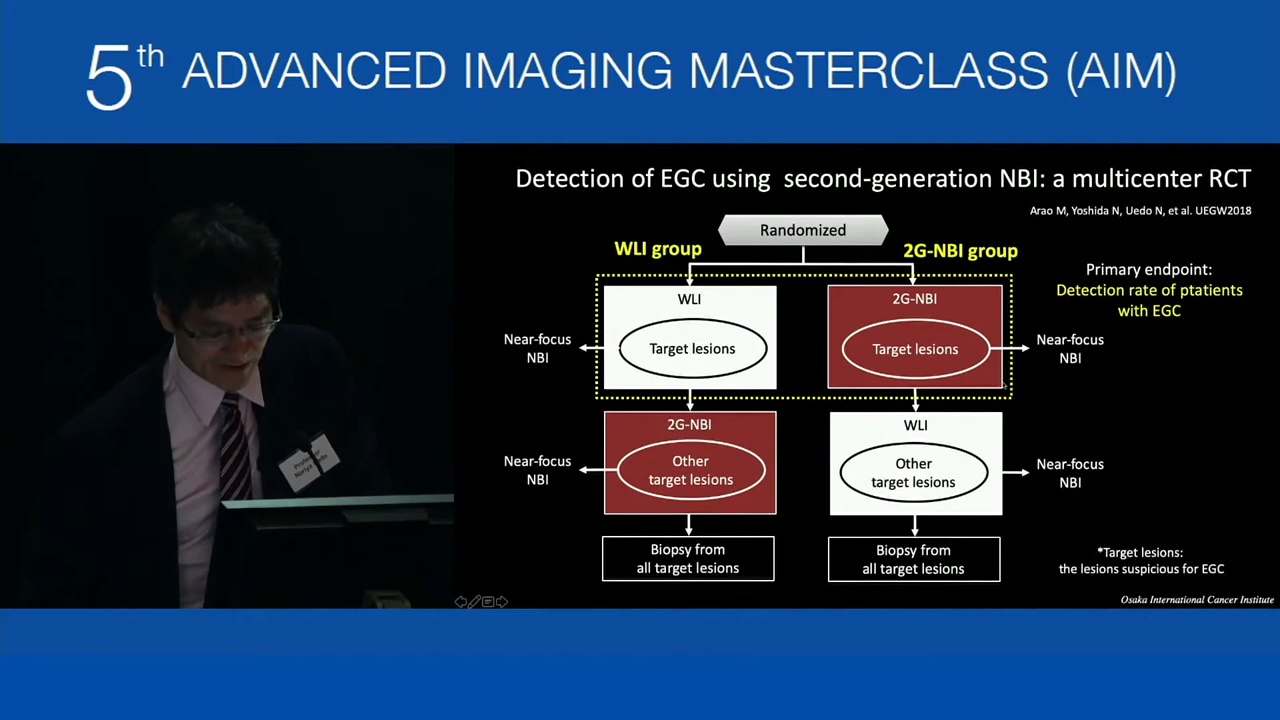 5th ADVANCED IMAGING MASTERCLASS (AIM)
Detection of EGC using second-generation NBI: a multicenter RCT
Arao M, Yoshida N, Uedo N, et al. UEGW2018
Randomized
WLI group
2G-NBI group
Primary endpoint:
Detection rate of ptatients
with EGC
WLI
Target lesions
Near-focus
NBI
2G-NBI
Target lesions
Near-focus
NBI
2G-NBI
Other
target lesions
Near-focus
NBI
WLI
Other
target lesions
Near-focus
NBI
Biopsy from
all target lesions
Biopsy from
all target lesions
*Target lesions:
the lesions suspicious for EGC
Osaka International Cancer Institute
Professor